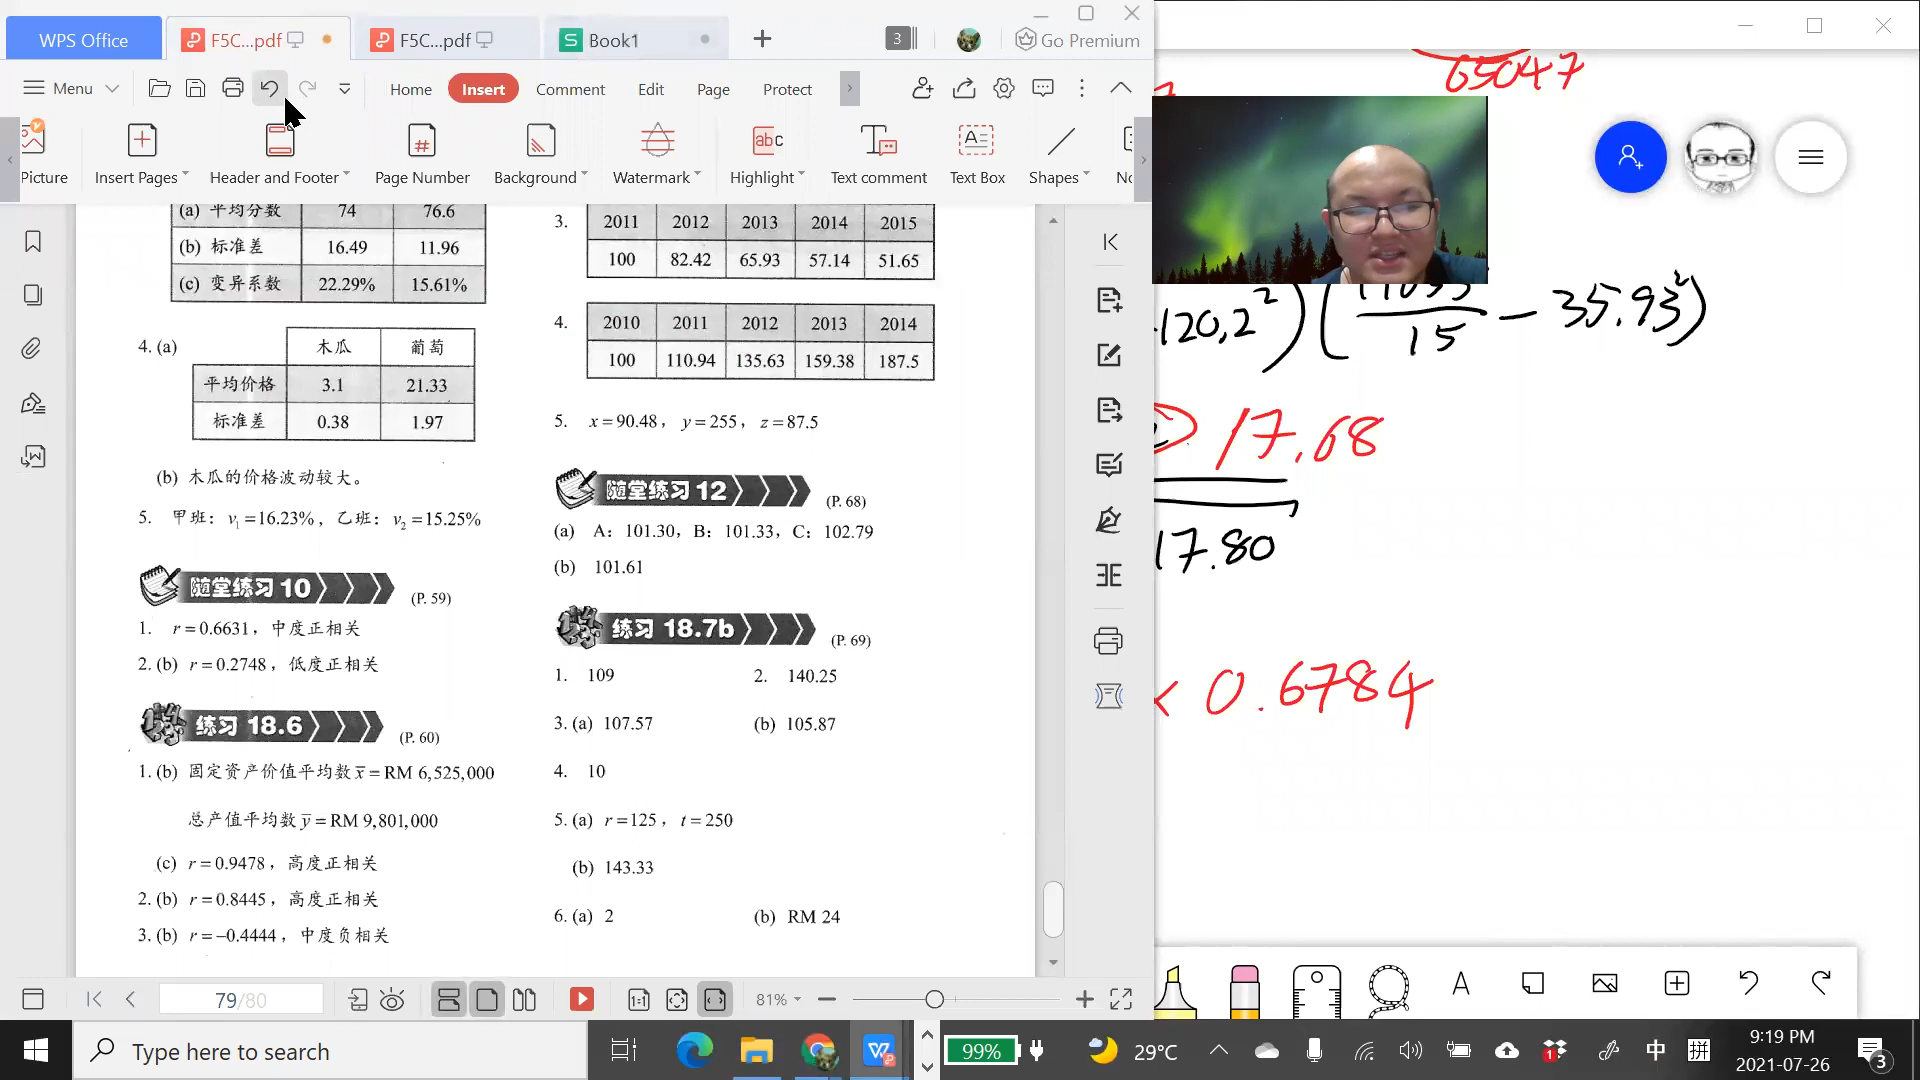 WPS Office
F5C...pdf
F5C...pdf
Book1
3
Go Premium
Menu
Home
Insert
Comment
Edit
Page
Protect
Picture
Insert Pages
Header and Footer
Page Number
Background
Watermark
Highlight
Text comment
Text Box
Shapes
(a) 平均分数 74 76.6
(b) 标准差 16.49 11.96
(c) 变异系数 22.29% 15.61%
4. (a) 木瓜 葡萄
平均价格 3.1 21.33
标准差 0.38 1.97
(b) 木瓜的价格波动较大。
5. 甲班: v₁=16.23%, 乙班: v₂=15.25%
随堂练习 10 (P. 59)
1. r=0.6631, 中度正相关
2. (b) r=0.2748, 低度正相关
练习 18.6 (P. 60)
1. (b) 固定资产价值平均数x̄=RM 6,525,000
总产值平均数ȳ=RM 9,801,000
(c) r=0.9478, 高度正相关
2. (b) r=0.8445, 高度正相关
3. (b) r=-0.4444, 中度负相关
3. 2011 2012 2013 2014 2015
100 82.42 65.93 57.14 51.65
4. 2010 2011 2012 2013 2014
100 110.94 135.63 159.38 187.5
5. x=90.48, y=255, z=87.5
随堂练习 12 (P. 68)
(a) A: 101.30, B: 101.33, C: 102.79
(b) 101.61
练习 18.7b (P. 69)
1. 109 2. 140.25
3. (a) 107.57 (b) 105.87
4. 10
5. (a) r=125, t=250
(b) 143.33
6. (a) 2 (b) RM 24
79/80
81%
65047
120.2²) ( 15 - 35.93²)
17.68
17.80
0.6784
Type here to search
99%
29°C
中
拼
1
9:19 PM
2021-07-26
3